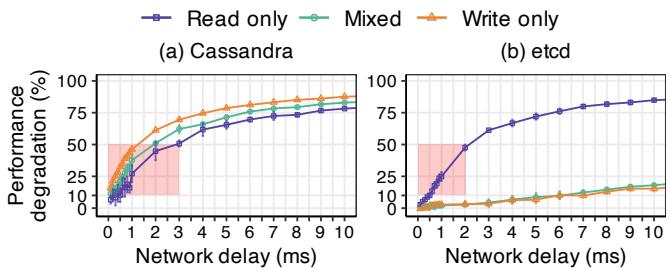 Read only Mixed Write only
(a) Cassandra (b) etcd
Performance
degradation (%)
100
75
50
25
10
0
0 1 2 3 4 5 6 7 8 9 10
Network delay (ms)
100
75
50
25
10
0
0 1 2 3 4 5 6 7 8 9 10
Network delay (ms)